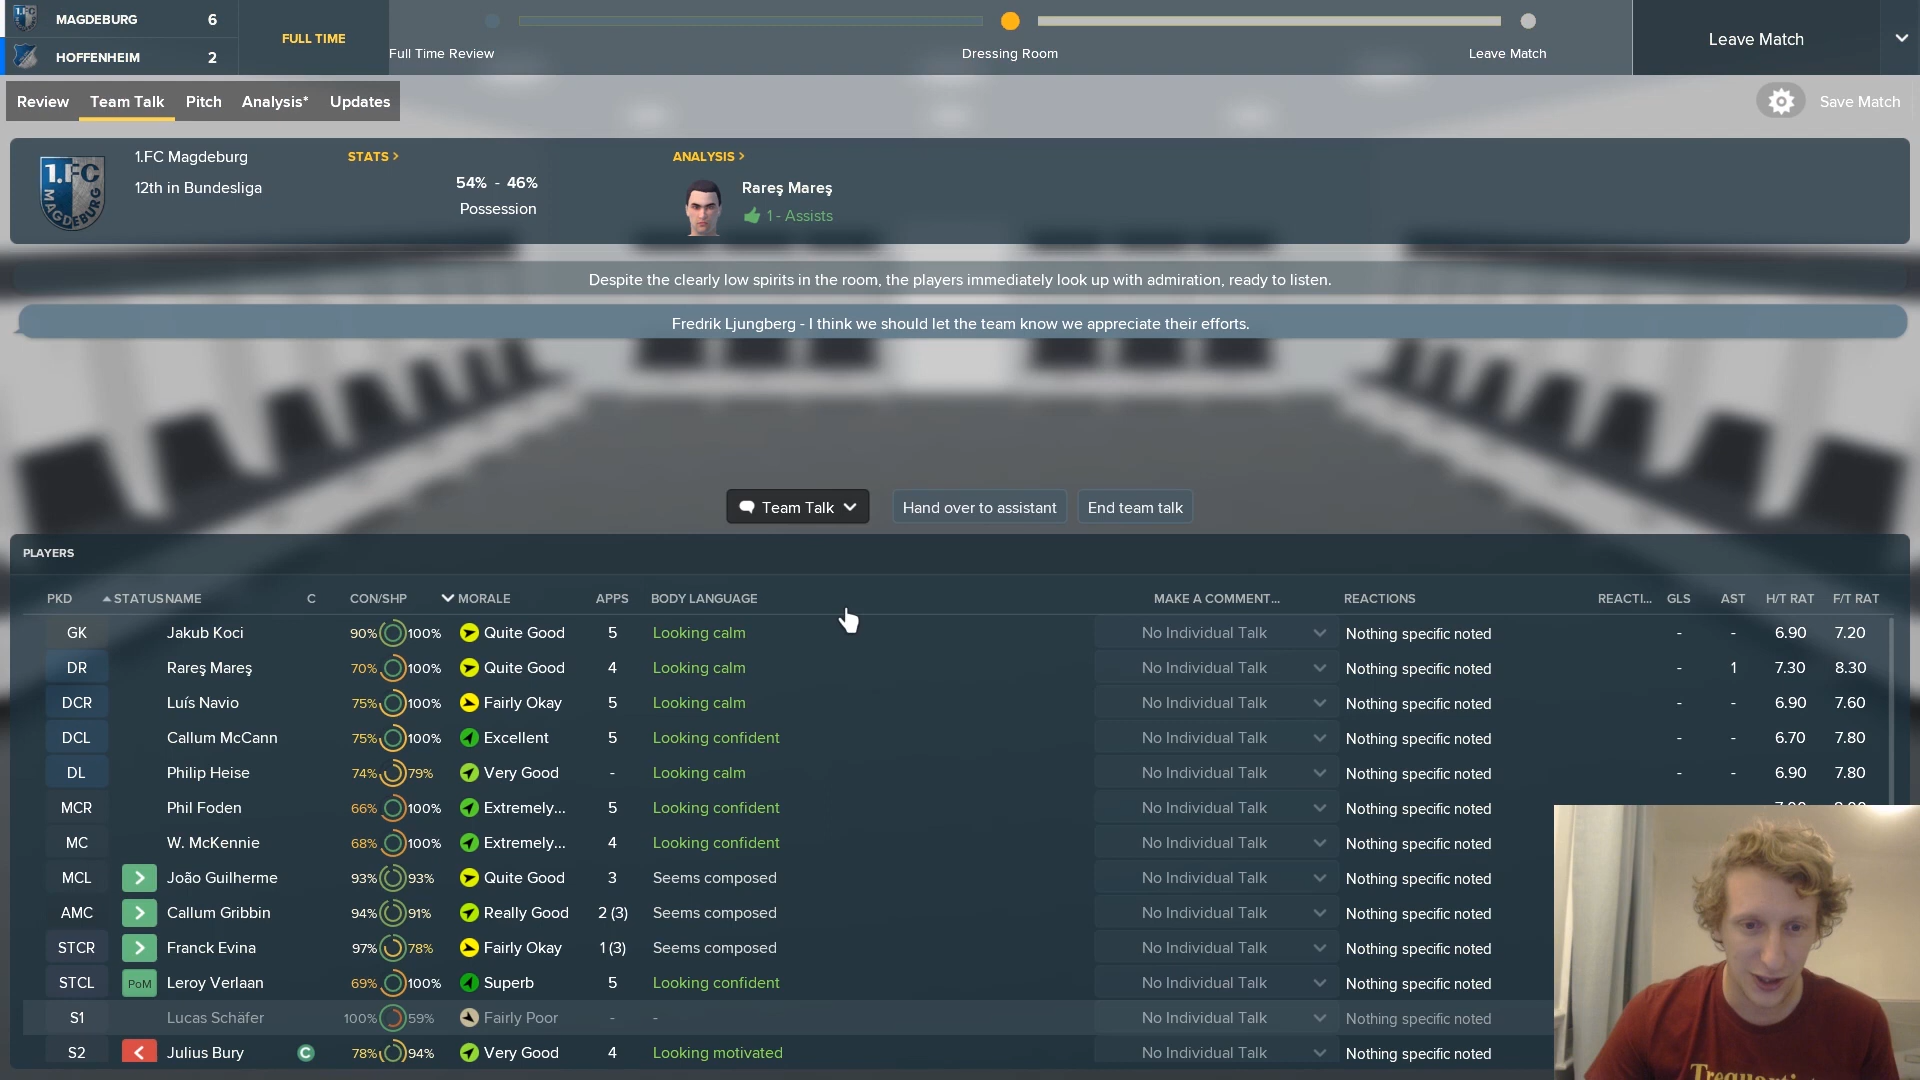 MAGDEBURG 6
HOFFENHEIM 2
FULL TIME
Full Time Review
Dressing Room
Leave Match
Leave Match
Review Team Talk Pitch Analysis* Updates
Save Match
1.FC
MAGDEBURG
1.FC Magdeburg
12th in Bundesliga
STATS >
54% - 46%
Possession
ANALYSIS >
Rareş Mareş
1 - Assists
Despite the clearly low spirits in the room, the players immediately look up with admiration, ready to listen.
Fredrik Ljungberg - I think we should let the team know we appreciate their efforts.
Team Talk
Hand over to assistant
End team talk
PLAYERS
PKD STATUS NAME C CON/SHP MORALE APPS BODY LANGUAGE MAKE A COMMENT... REACTIONS REACTI... GLS AST H/T RAT F/T RAT
GK Jakub Koci 90% 100% Quite Good 5 Looking calm No Individual Talk Nothing specific noted - - 6.90 7.20
DR Rareş Mareş 70% 100% Quite Good 4 Looking calm No Individual Talk Nothing specific noted - 1 7.30 8.30
DCR Luís Navio 75% 100% Fairly Okay 5 Looking calm No Individual Talk Nothing specific noted - - 6.90 7.60
DCL Callum McCann 75% 100% Excellent 5 Looking confident No Individual Talk Nothing specific noted - - 6.70 7.80
DL Philip Heise 74% 79% Very Good - Looking calm No Individual Talk Nothing specific noted - - 6.90 7.80
MCR Phil Foden 66% 100% Extremely... 5 Looking confident No Individual Talk Nothing specific noted
MC W. McKennie 68% 100% Extremely... 4 Looking confident No Individual Talk Nothing specific noted
MCL João Guilherme 93% 93% Quite Good 3 Seems composed No Individual Talk Nothing specific noted
AMC Callum Gribbin 94% 91% Really Good 2 (3) Seems composed No Individual Talk Nothing specific noted
STCR Franck Evina 97% 78% Fairly Okay 1 (3) Seems composed No Individual Talk Nothing specific noted
STCL PoM Leroy Verlaan 69% 100% Superb 5 Looking confident No Individual Talk Nothing specific noted
S1 Lucas Schäfer 100% 59% Fairly Poor - - No Individual Talk Nothing specific noted
S2 Julius Bury C 78% 94% Very Good 4 Looking motivated No Individual Talk Nothing specific noted